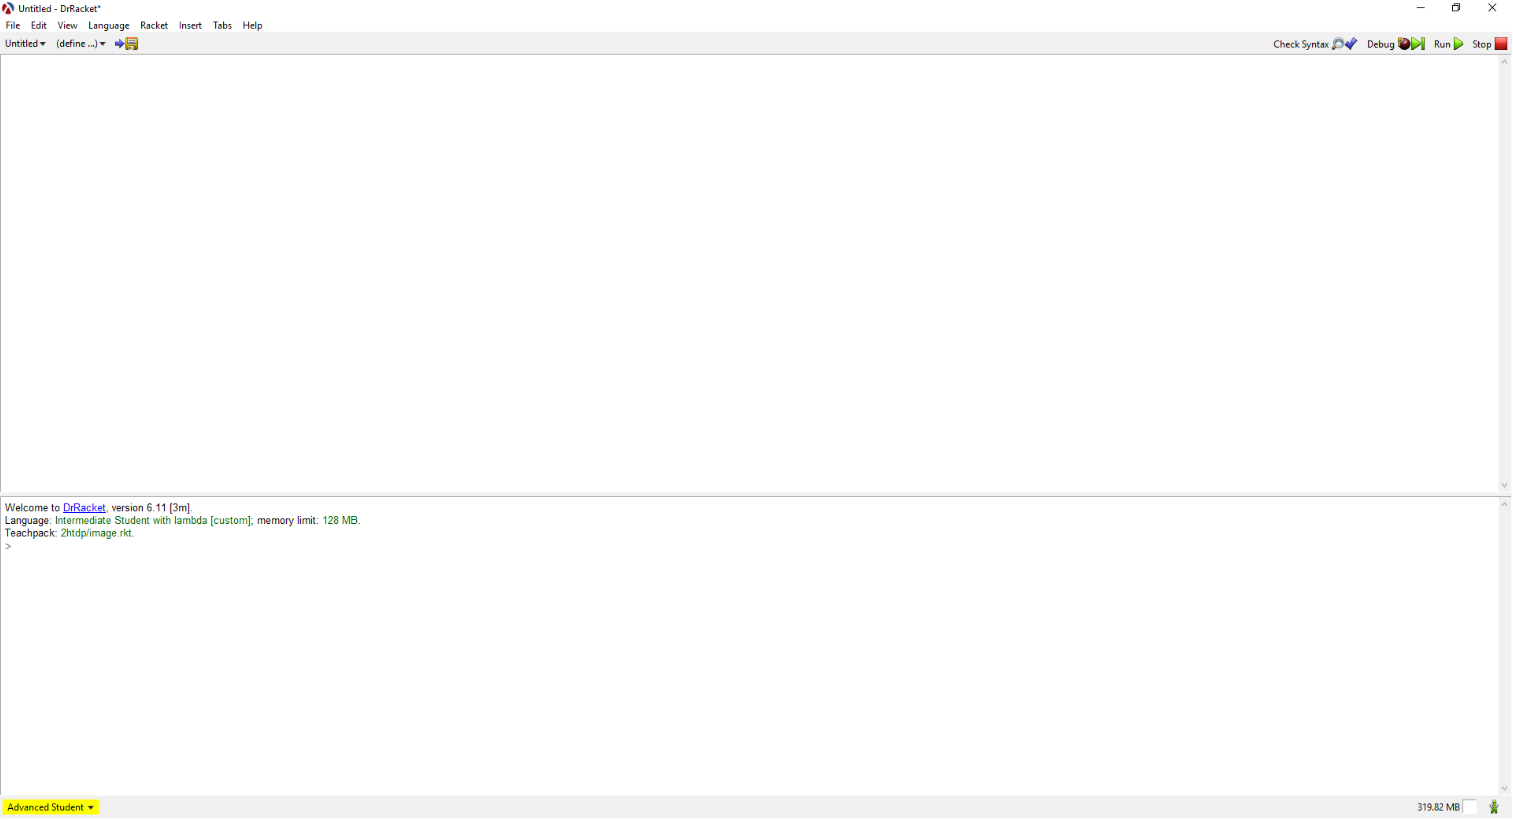 Untitled - DrRacket*
File Edit View Language Racket Insert Tabs Help
Untitled (define ...) Check Syntax Debug Run Stop
Welcome to DrRacket, version 6.11 [3m].
Language: Intermediate Student with lambda [custom]; memory limit: 128 MB.
Teachpack: 2htdp/image.rkt.
>
Advanced Student 319.82 MB